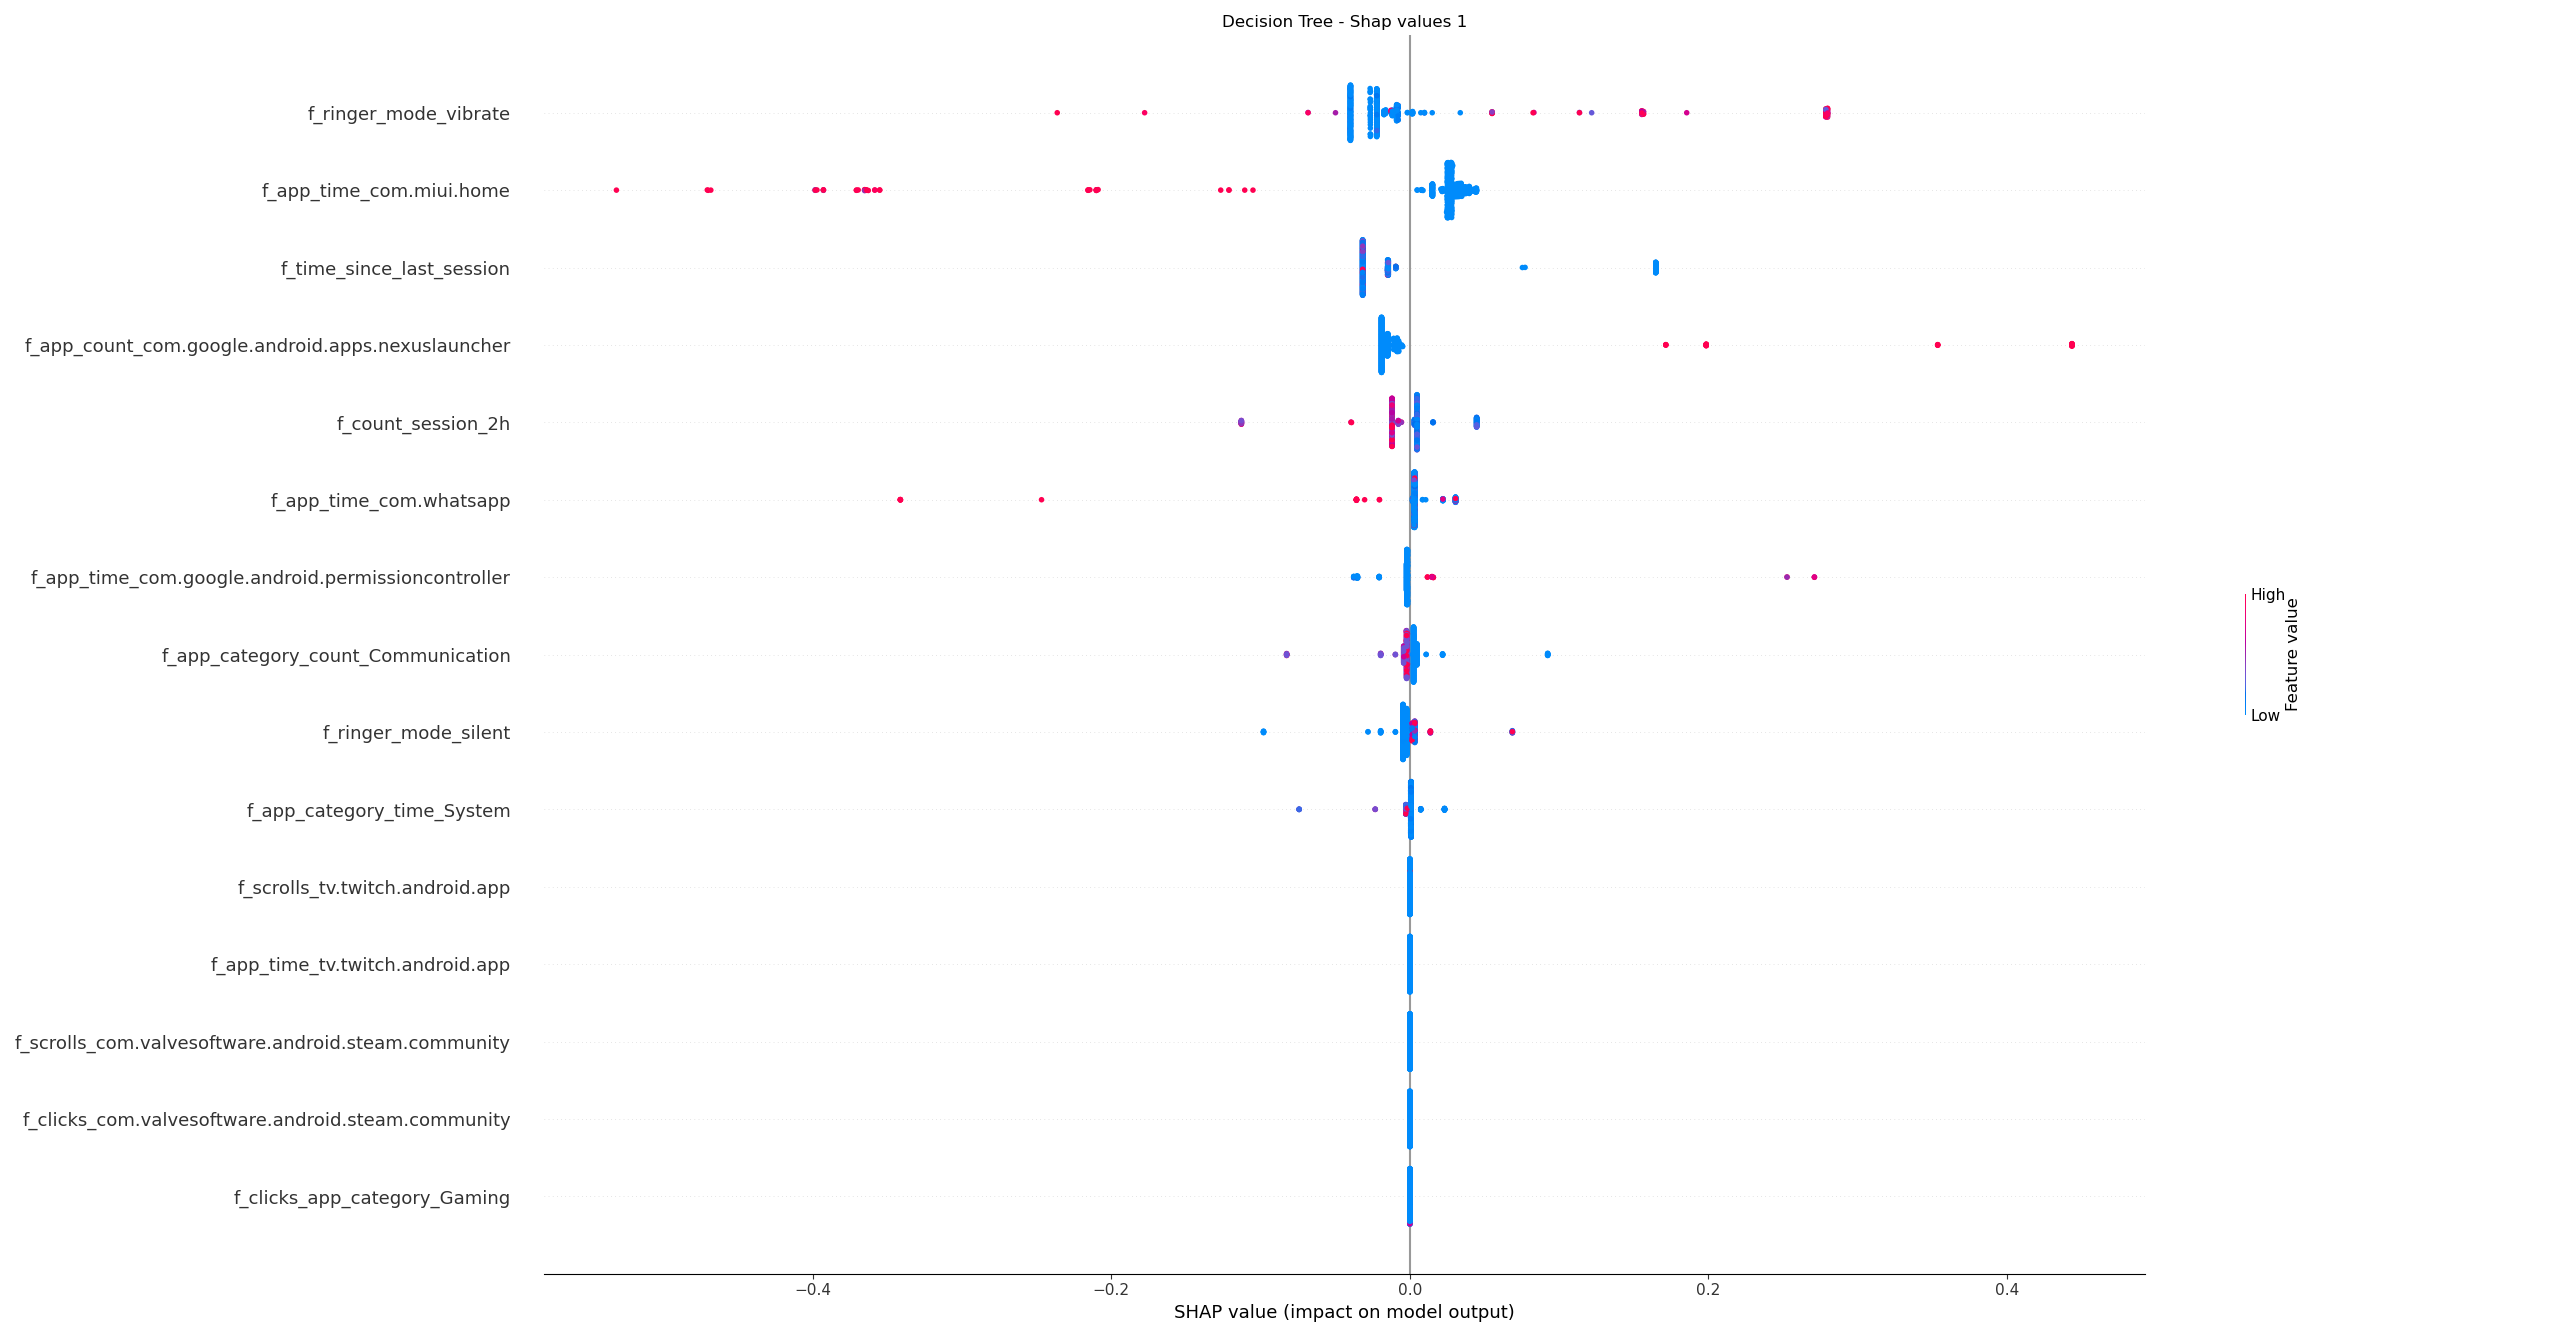 Decision Tree - Shap values 1
f_ringer_mode_vibrate
f_app_time_com.miui.home
f_time_since_last_session
f_app_count_com.google.android.apps.nexuslauncher
f_count_session_2h
f_app_time_com.whatsapp
f_app_time_com.google.android.permissioncontroller
f_app_category_count_Communication
f_ringer_mode_silent
f_app_category_time_System
f_scrolls_tv.twitch.android.app
f_app_time_tv.twitch.android.app
f_scrolls_com.valvesoftware.android.steam.community
f_clicks_com.valvesoftware.android.steam.community
f_clicks_app_category_Gaming
−0.4 −0.2 0.0 0.2 0.4
SHAP value (impact on model output)
High
Low
Feature value